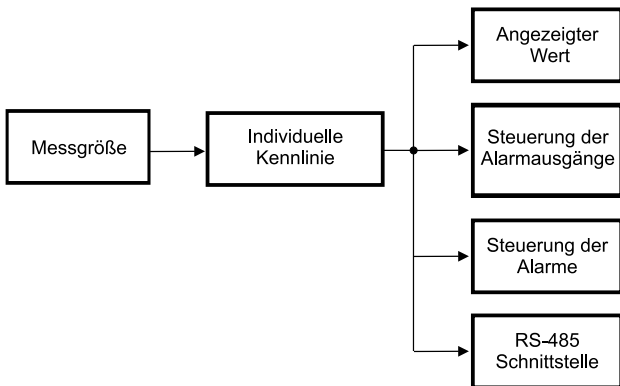 Messgröße
Individuelle
Kennlinie
Angezeigter
Wert
Steuerung der
Alarmausgänge
Steuerung der
Alarme
RS-485
Schnittstelle